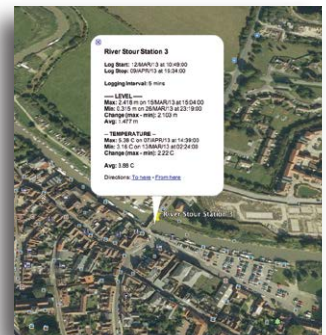 River Stour Station 3
Log Start: 12/MAR/13 at 10:49:00
Log Stop: 09/APR/13 at 15:34:00
Logging Interval: 5 mins
----- LEVEL -----
Max: 2.418 m on 15/MAR/13 at 15:04:00
Min: 0.315 m on 26/MAR/13 at 23:19:00
Change (max - min): 2.103 m
Avg: 1.477 m
-- TEMPERATURE --
Max: 5.38 C on 07/APR/13 at 14:39:00
Min: 3.16 C on 13/MAR/13 at 02:24:00
Change (max - min): 2.22 C
Avg: 3.86 C
Directions: To here - From here
River Stour Station 3